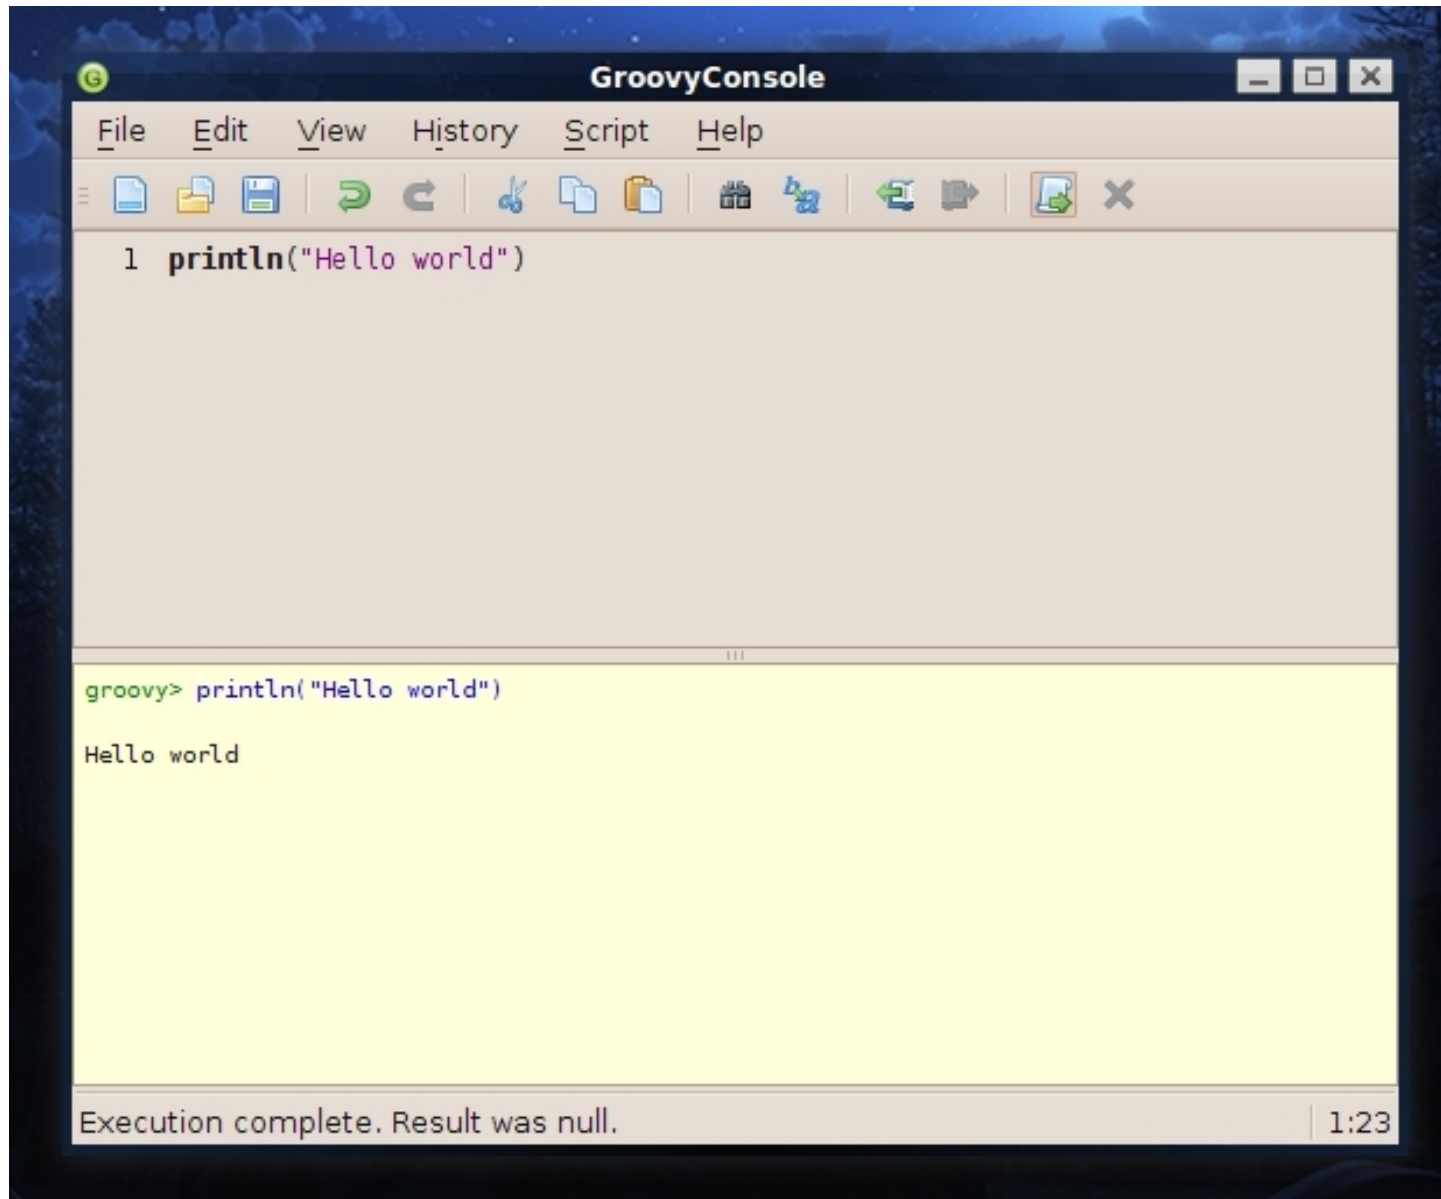 GroovyConsole
File Edit View History Script Help
1 println("Hello world")
groovy> println("Hello world")
Hello world
Execution complete. Result was null. 1:23